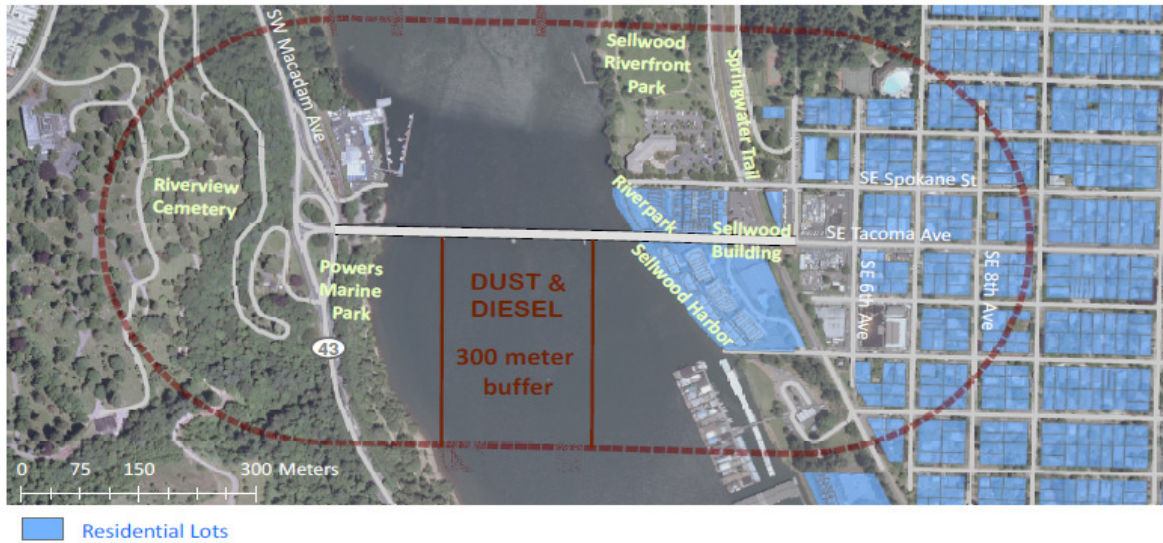 SW Macadam Ave
Sellwood
Riverfront
Park
Springwater Trail
Riverview
Cemetery
SE Spokane St
Riverpark
Sellwood
Building
SE Tacoma Ave
Sellwood Harbor
Powers
Marine
Park
DUST &
DIESEL
300 meter
buffer
SE 6th Ave
SE 8th Ave
43
0 75 150 300 Meters
Residential Lots